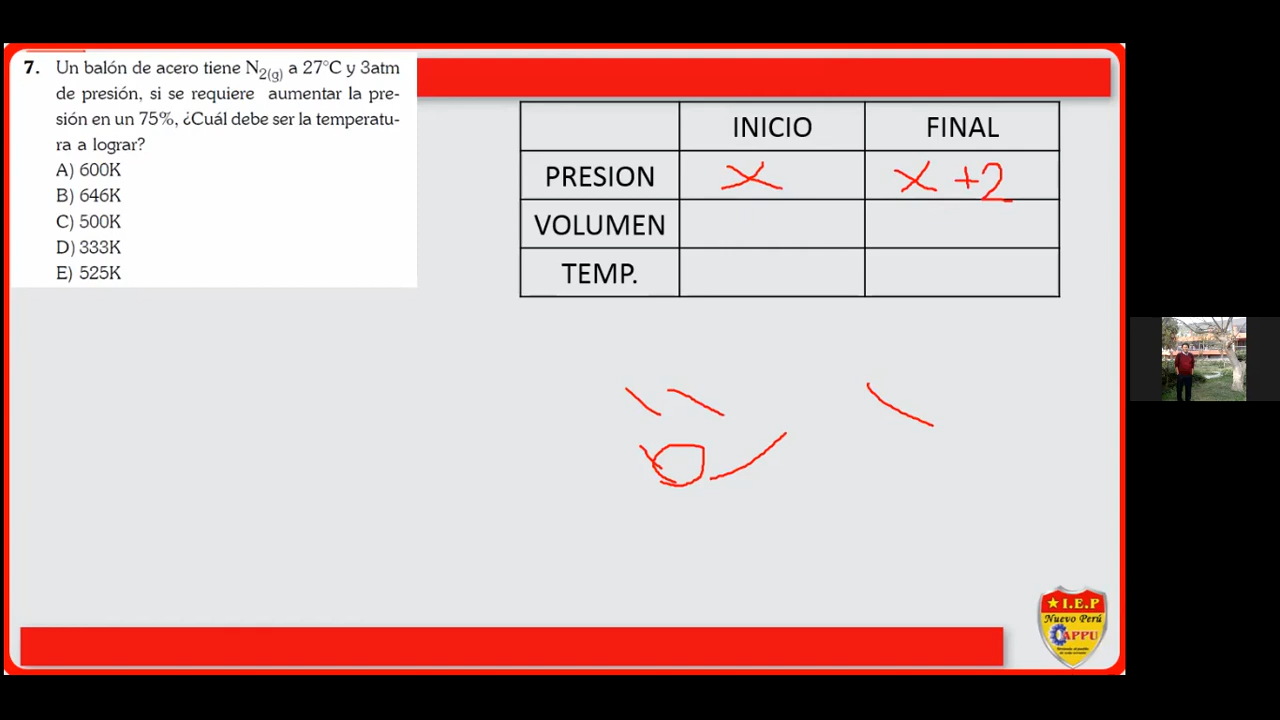 7. Un balón de acero tiene N2(g) a 27°C y 3atm
de presión, si se requiere aumentar la pre-
sión en un 75%, ¿Cuál debe ser la temperatu-
ra a lograr?
A) 600K
B) 646K
C) 500K
D) 333K
E) 525K
INICIO FINAL
PRESION x x +2
VOLUMEN
TEMP.
I.E.P
Nuevo Perú
CAPPU